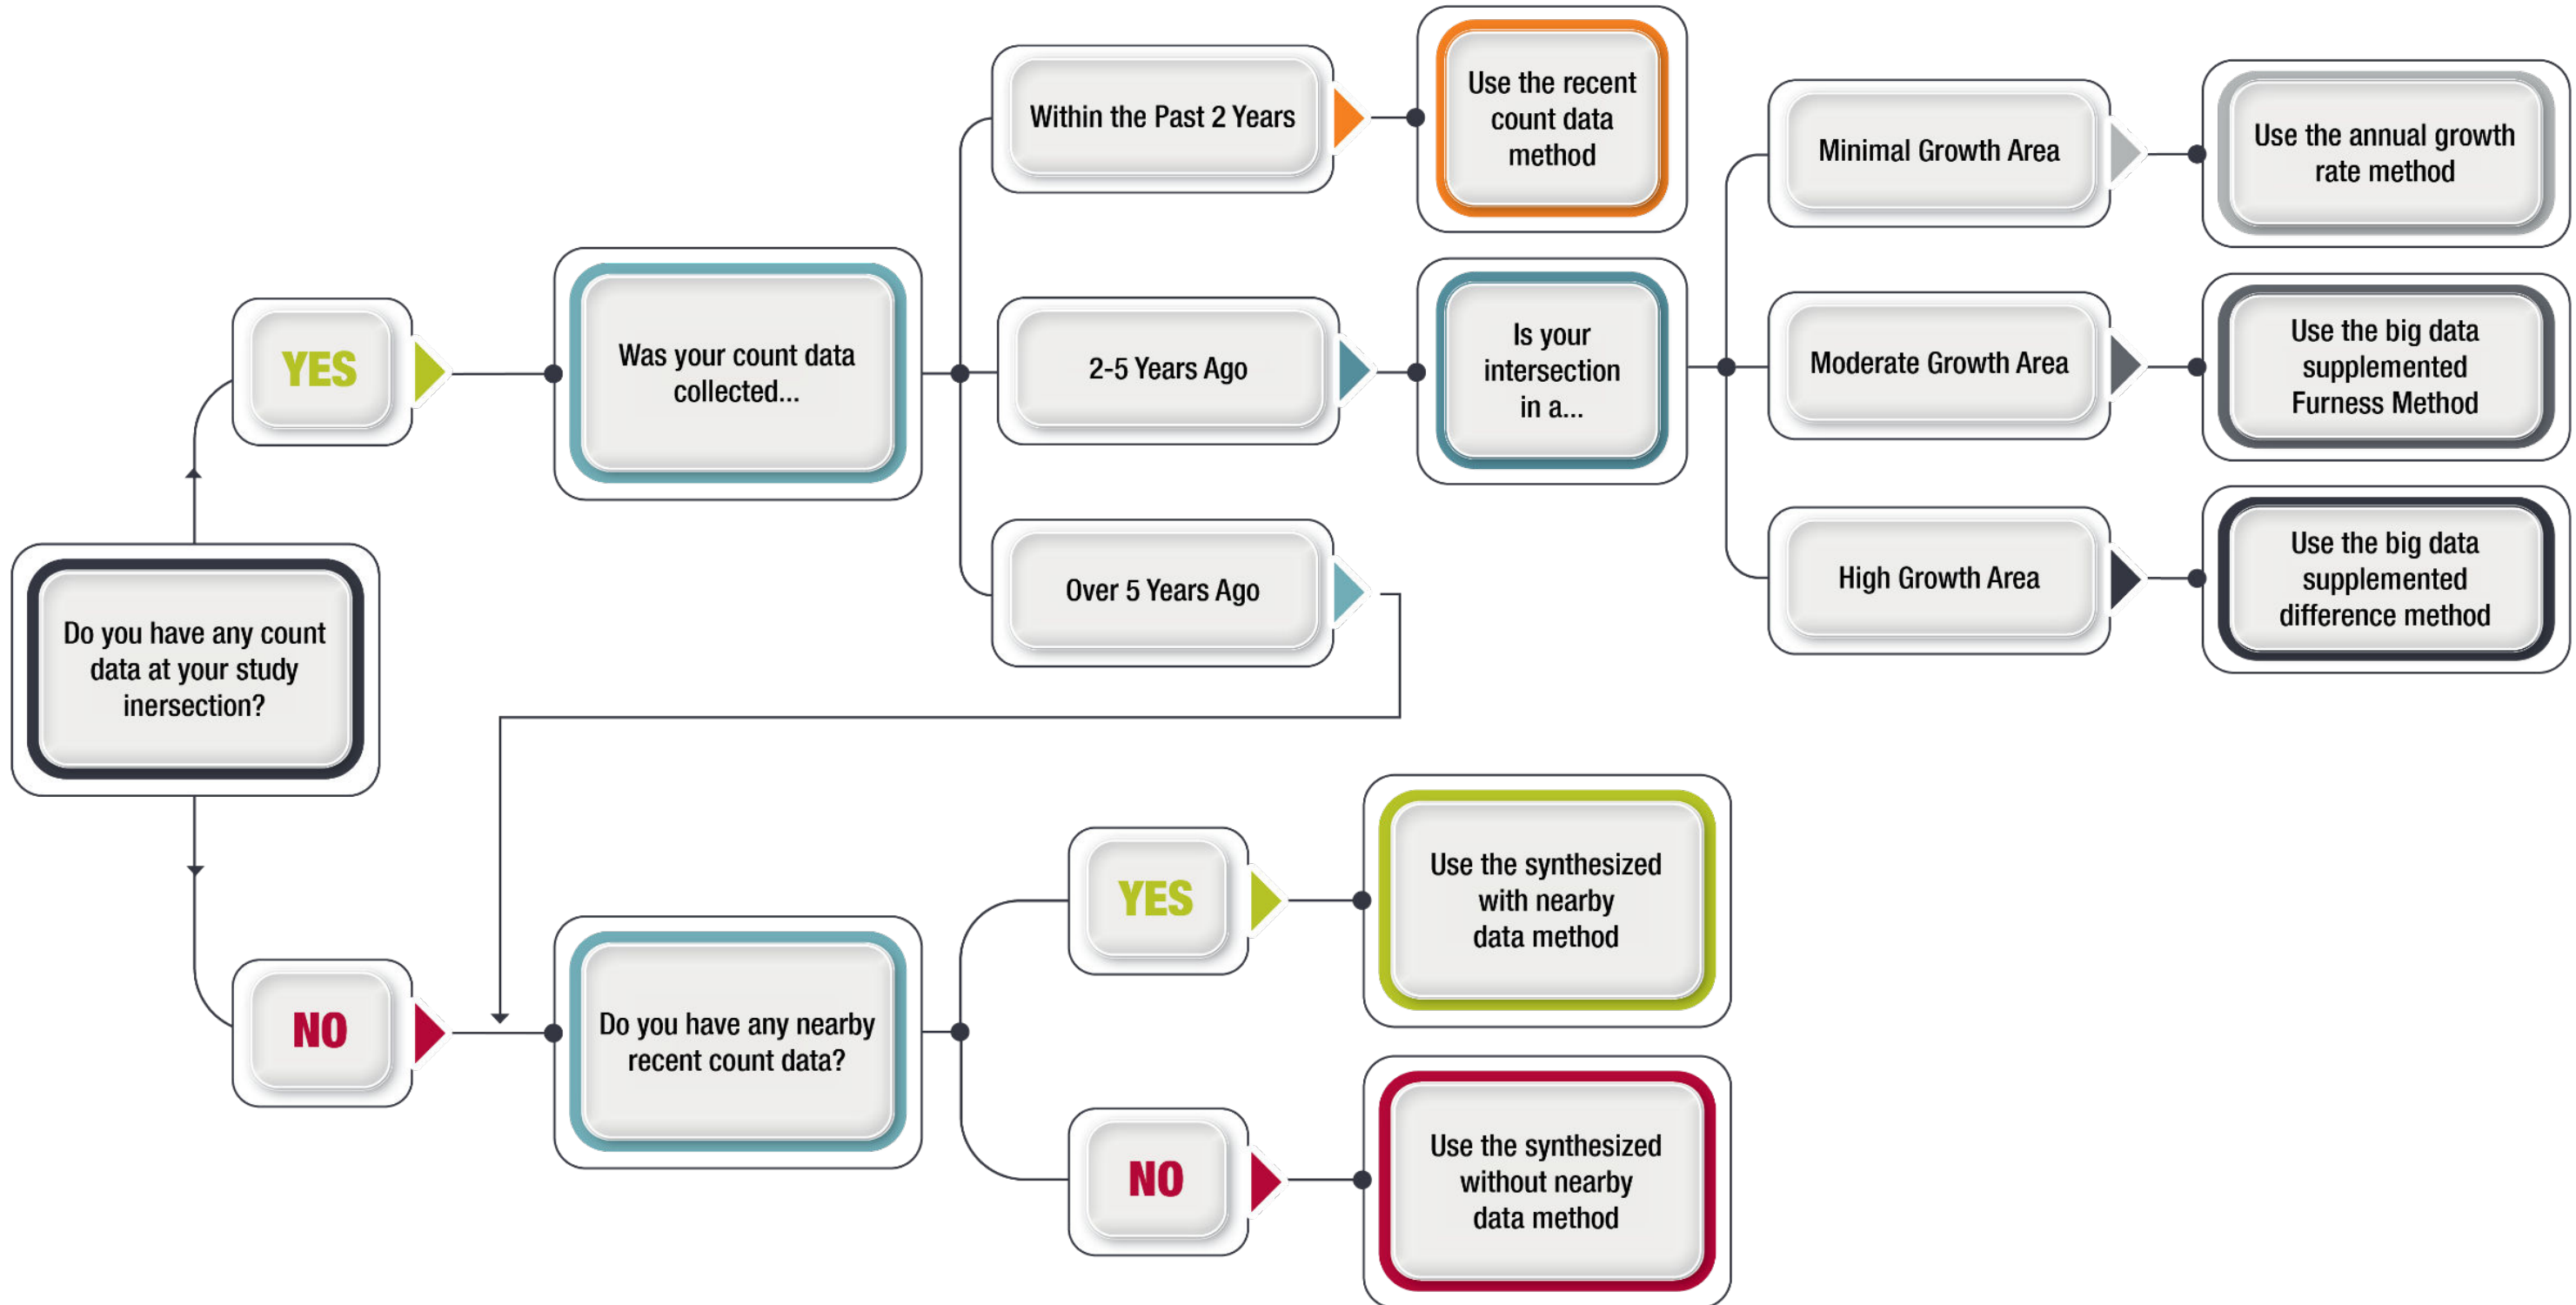 Do you have any count
data at your study
inersection?
YES
Was your count data
collected...
Within the Past 2 Years
Use the recent
count data
method
2-5 Years Ago
Is your
intersection
in a...
Minimal Growth Area
Use the annual growth
rate method
Moderate Growth Area
Use the big data
supplemented
Furness Method
High Growth Area
Use the big data
supplemented
difference method
Over 5 Years Ago
NO
Do you have any nearby
recent count data?
YES
Use the synthesized
with nearby
data method
NO
Use the synthesized
without nearby
data method